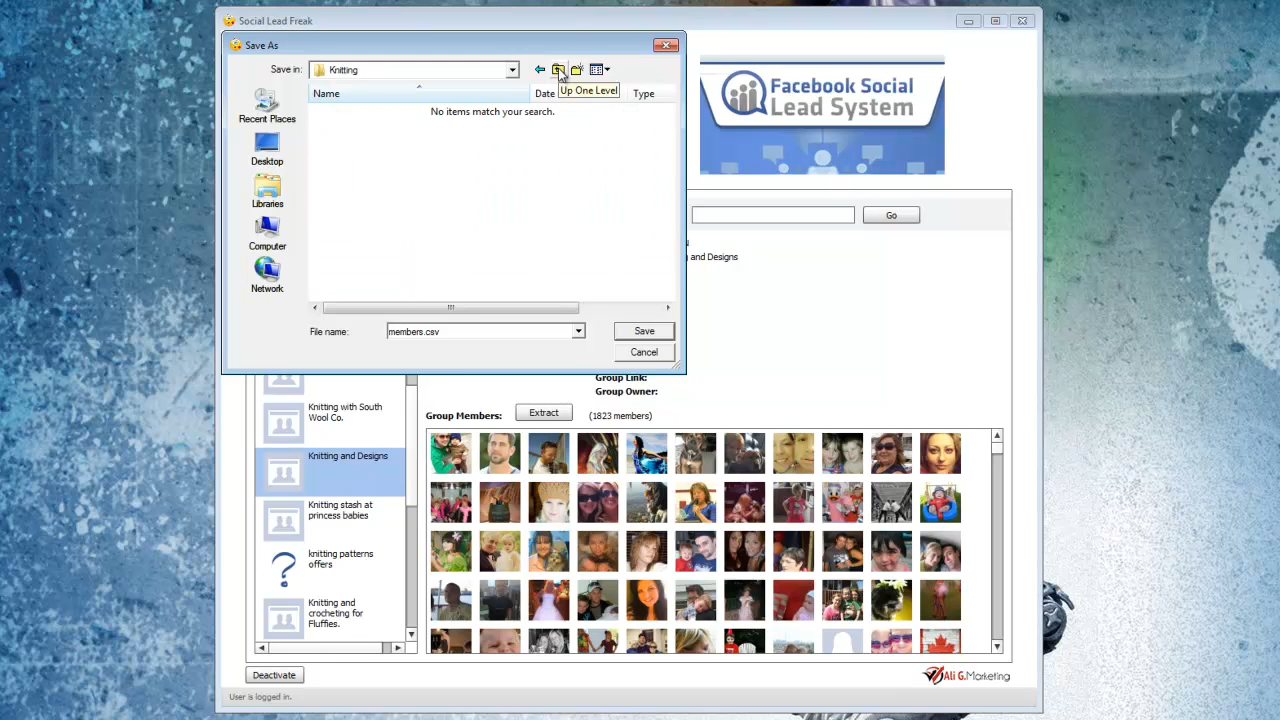 Social Lead Freak
Save As
Save in:
Knitting
Up One Level
Name
Date
Type
No items match your search.
Recent Places
Desktop
Libraries
Computer
Network
File name:
members.csv
Save
Cancel
Facebook Social
Lead System
Go
g and Designs
Group Link:
Group Owner:
Group Members:
Extract
(1823 members)
Knitting with South
Wool Co.
Knitting and Designs
Knitting stash at
princess babies
knitting patterns
offers
Knitting and
crocheting for
Fluffies.
Deactivate
Ali G.Marketing
User is logged in.